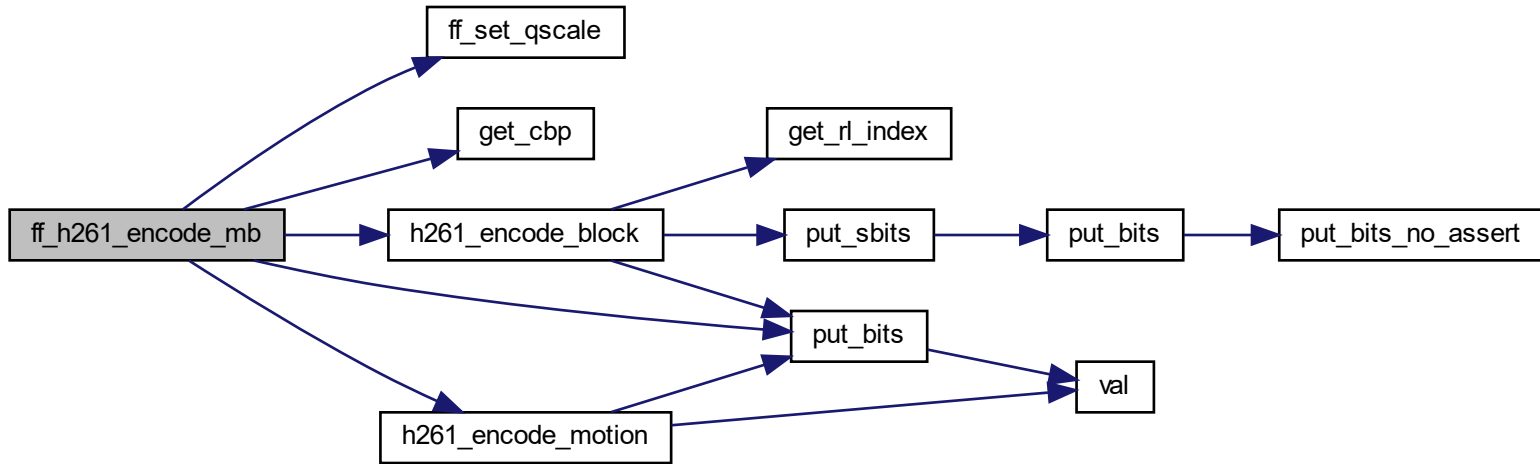 ff_set_qscale
get_cbp
get_rl_index
ff_h261_encode_mb
h261_encode_block
put_sbits
put_bits
put_bits_no_assert
put_bits
val
h261_encode_motion